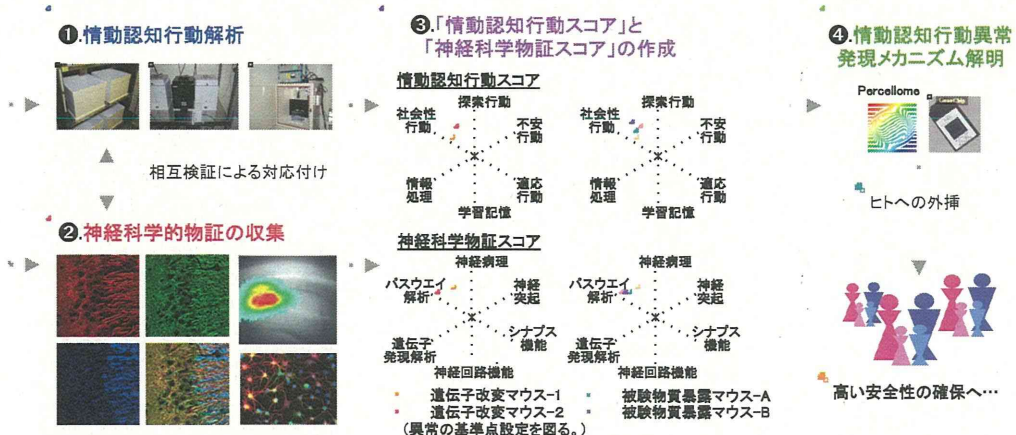 ❶.情動認知行動解析
相互検証による対応付け
❷.神経科学的物証の収集
❸.「情動認知行動スコア」と
「神経科学物証スコア」の作成
情動認知行動スコア
探索行動
社会性
行動
不安
行動
情報
処理
適応
行動
学習記憶
探索行動
社会性
行動
不安
行動
情報
処理
適応
行動
学習記憶
神経科学物証スコア
神経病理
パスウエイ
解析
神経
突起
遺伝子
発現解析
シナプス
機能
神経回路機能
神経病理
パスウエイ
解析
神経
突起
遺伝子
発現解析
シナプス
機能
神経回路機能
遺伝子改変マウス-1
遺伝子改変マウス-2
(異常の基準点設定を図る。)
被験物質暴露マウス-A
被験物質暴露マウス-B
❹.情動認知行動異常
発現メカニズム解明
Percellome
GeneChip
ヒトへの外挿
高い安全性の確保へ…